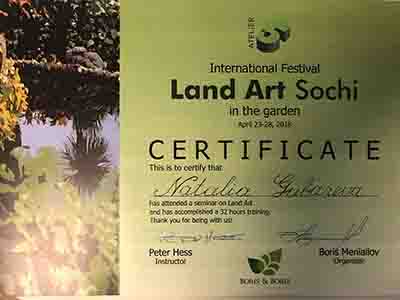 ATELIER
International Festival
Land Art Sochi
in the garden
April 23-28, 2018
CERTIFICATE
This is to certify that
Natalia Gubareva
has attended a seminar on Land Art
and has accomplished a 32 hours training.
Thank you for being with us!
Peter Hess
Instructor
Boris Meniailov
Organizer
BORIS & BORIS